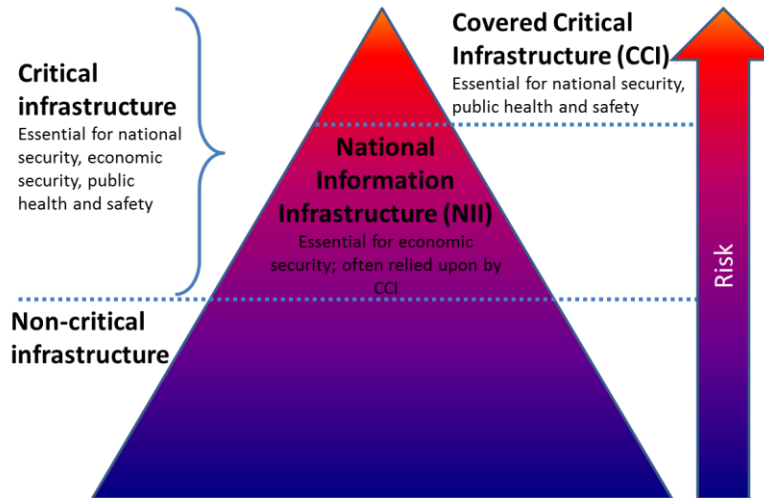 Critical
infrastructure
Essential for national
security, economic
security, public
health and safety
Covered Critical
Infrastructure (CCI)
Essential for national security,
public health and safety
National
Information
Infrastructure (NII)
Essential for economic
security; often relied upon by
CCI
Risk
Non-critical
infrastructure